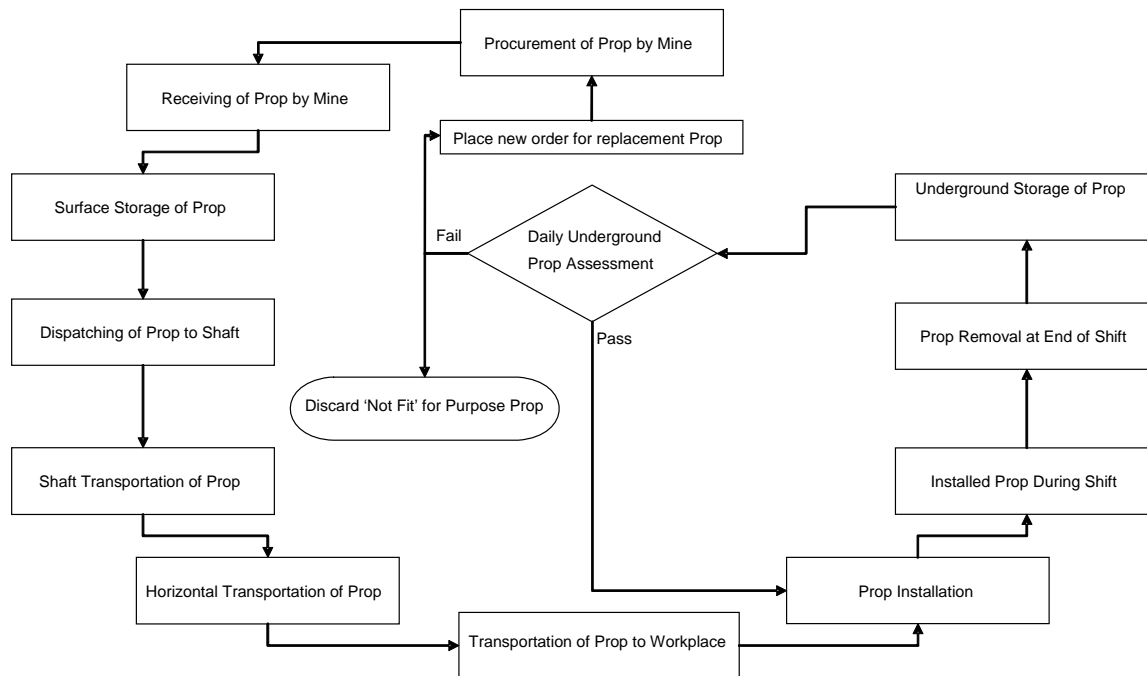 Procurement of Prop by Mine
Receiving of Prop by Mine
Place new order for replacement Prop
Surface Storage of Prop
Underground Storage of Prop
Fail
Daily Underground
Prop Assessment
Dispatching of Prop to Shaft
Pass
Prop Removal at End of Shift
Discard ‘Not Fit’ for Purpose Prop
Shaft Transportation of Prop
Installed Prop During Shift
Horizontal Transportation of Prop
Prop Installation
Transportation of Prop to Workplace